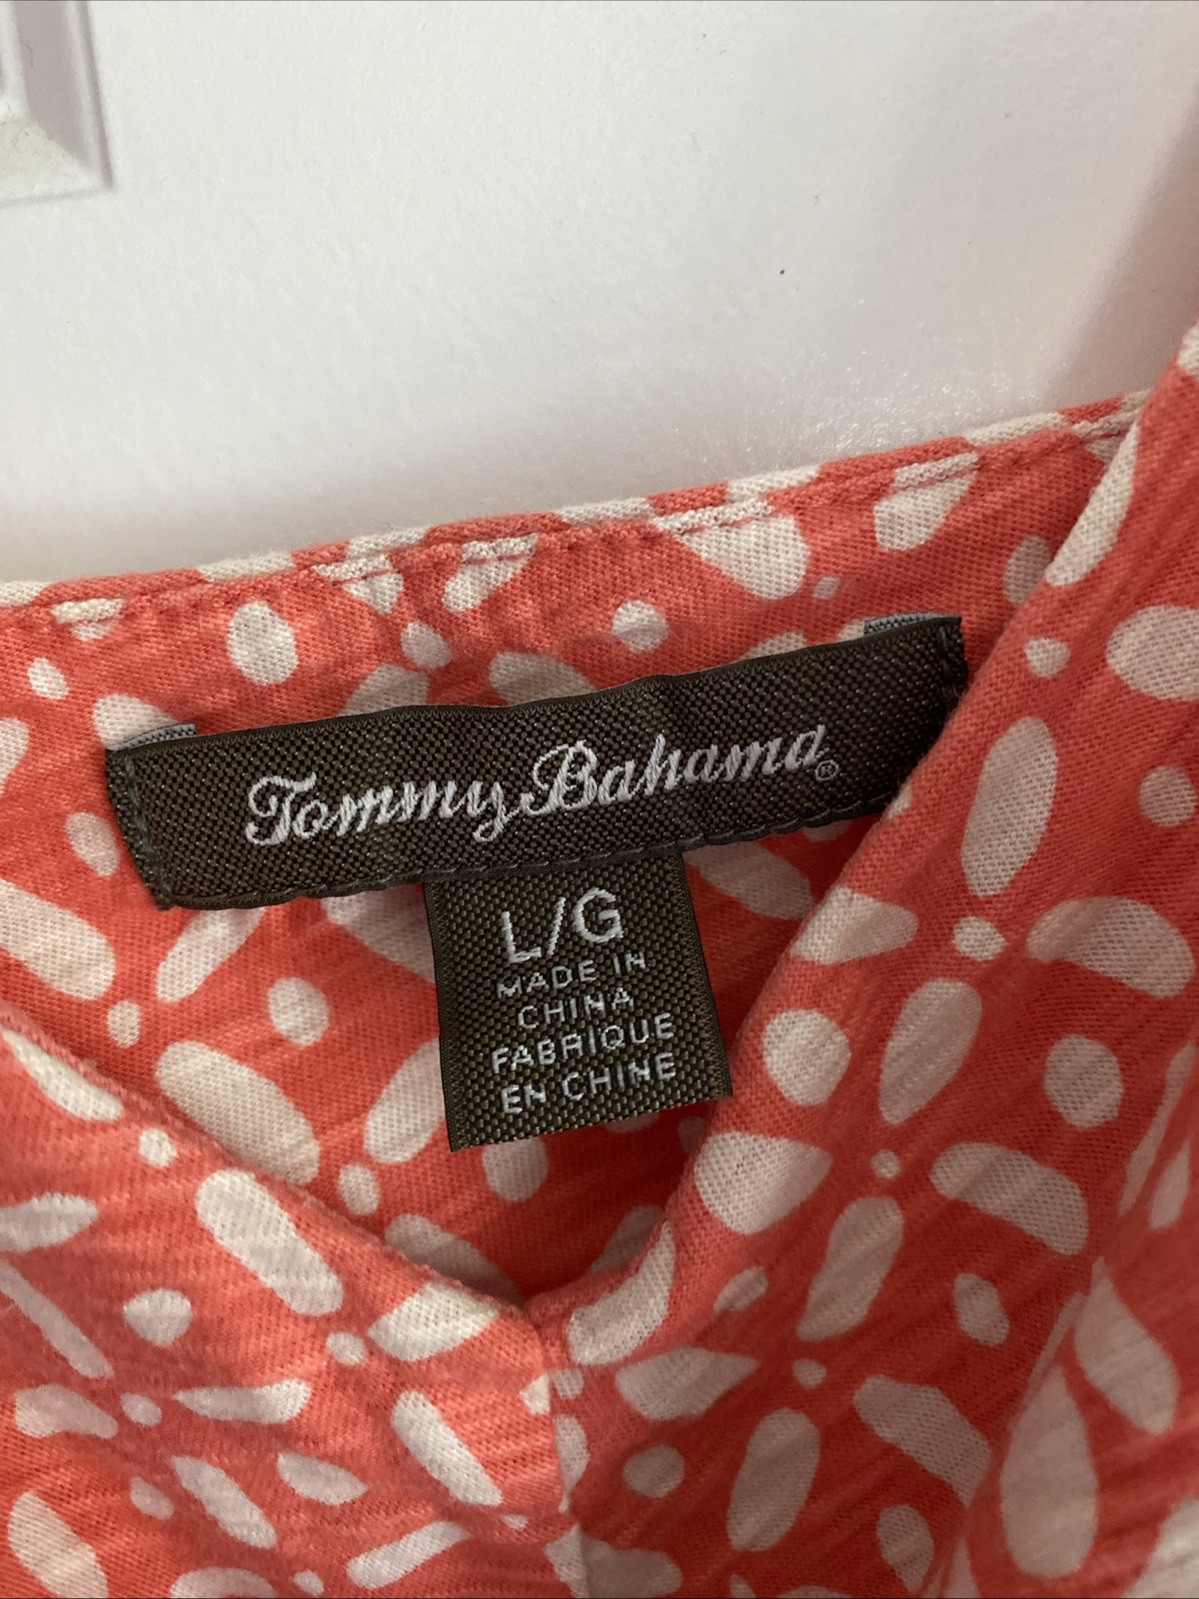 Tommy Bahama®
L/G
MADE IN
CHINA
FABRIQUE
EN CHINE